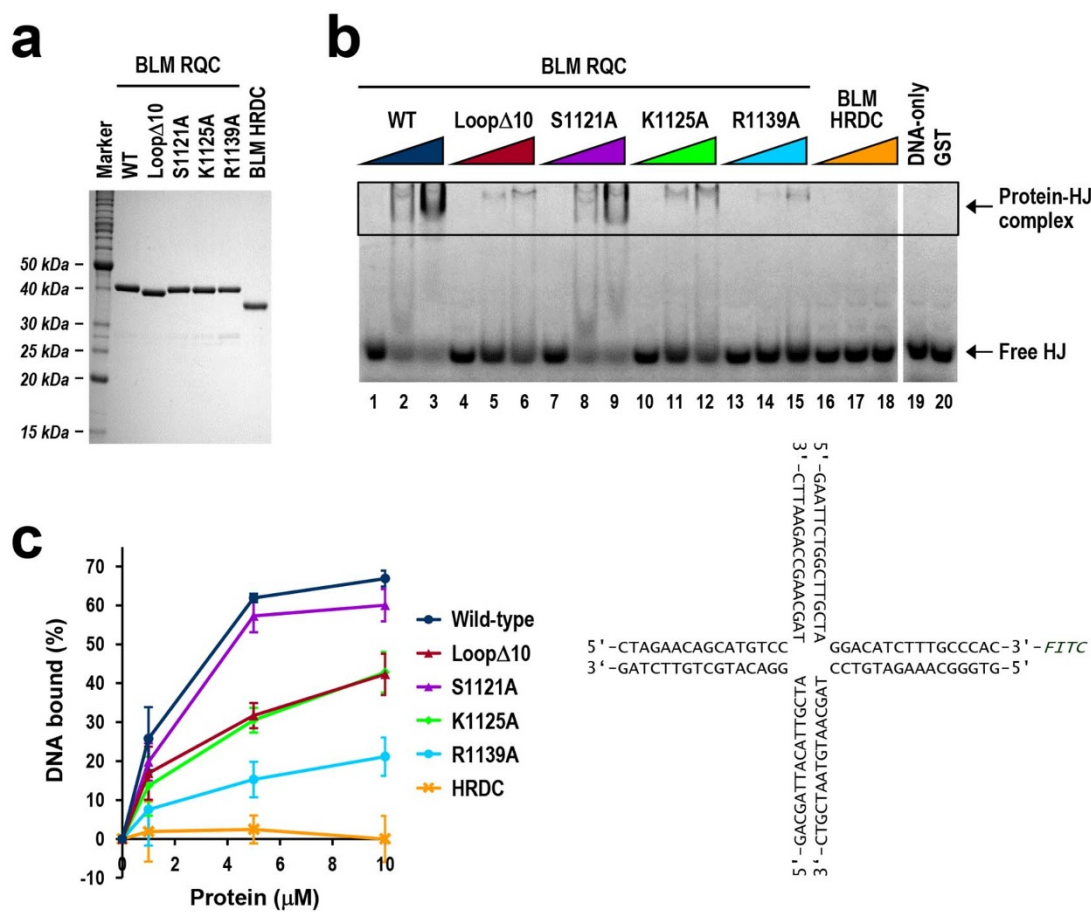 a
BLM RQC
Marker
WT
LoopΔ10
S1121A
K1125A
R1139A
BLM HRDC
50 kDa
40 kDa
30 kDa
25 kDa
20 kDa
15 kDa
b
BLM RQC
WT LoopΔ10 S1121A K1125A R1139A BLM HRDC
DNA-only
GST
Protein-HJ
complex
Free HJ
1 2 3 4 5 6 7 8 9 10 11 12 13 14 15 16 17 18 19 20
c
DNA bound (%)
70
60
50
40
30
20
10
0
-10
0 2 4 6 8 10
Protein (μM)
Wild-type
LoopΔ10
S1121A
K1125A
R1139A
HRDC
3'-CTTAAGACCGAACGAT
5'-GAATTCTGGCTTGCTA
5'-CTAGAACAGCATGTCC GGACATCTTTGCCCAC-3'-FITC
3‘-GATCTTGTCGTACAGG CCTGTAGAAACGGGTG-5'
5'-GACGATTACATTGCTA
3‘-CTGCTAATGTAACGAT